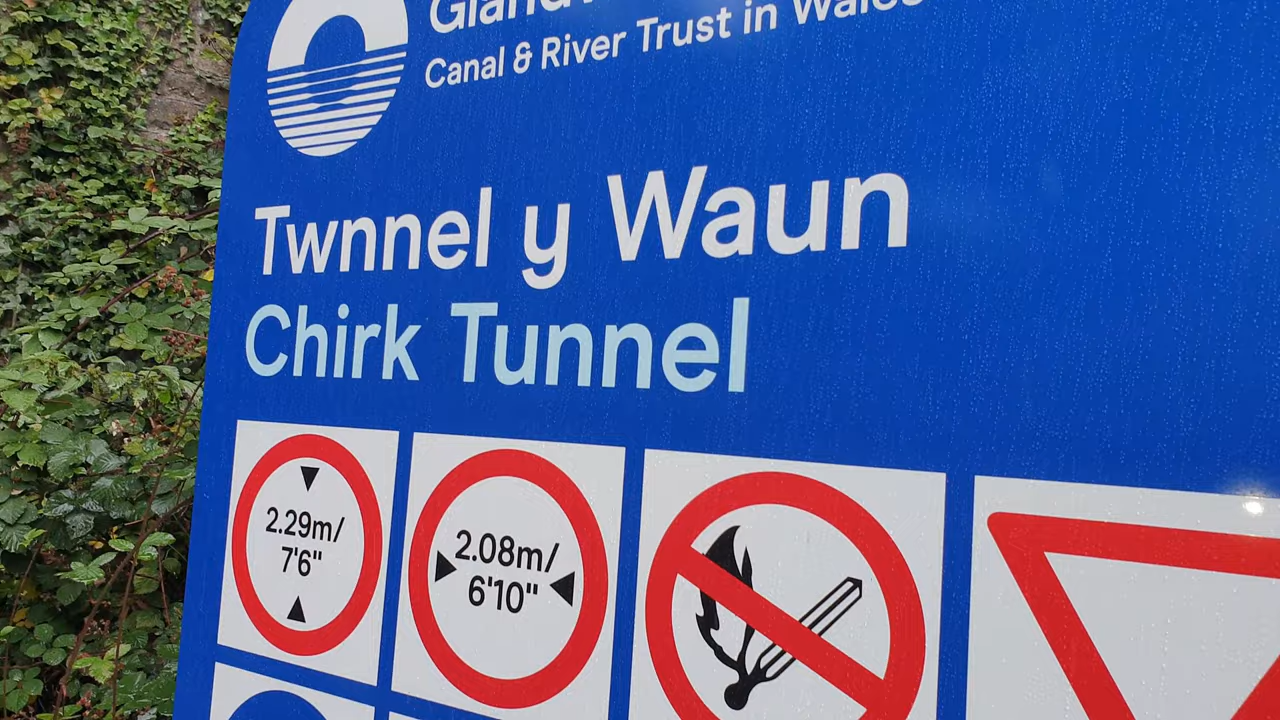 Canal & River Trust in Wales
Twnnel y Waun
Chirk Tunnel
2.29m/
7'6"
2.08m/
6'10"